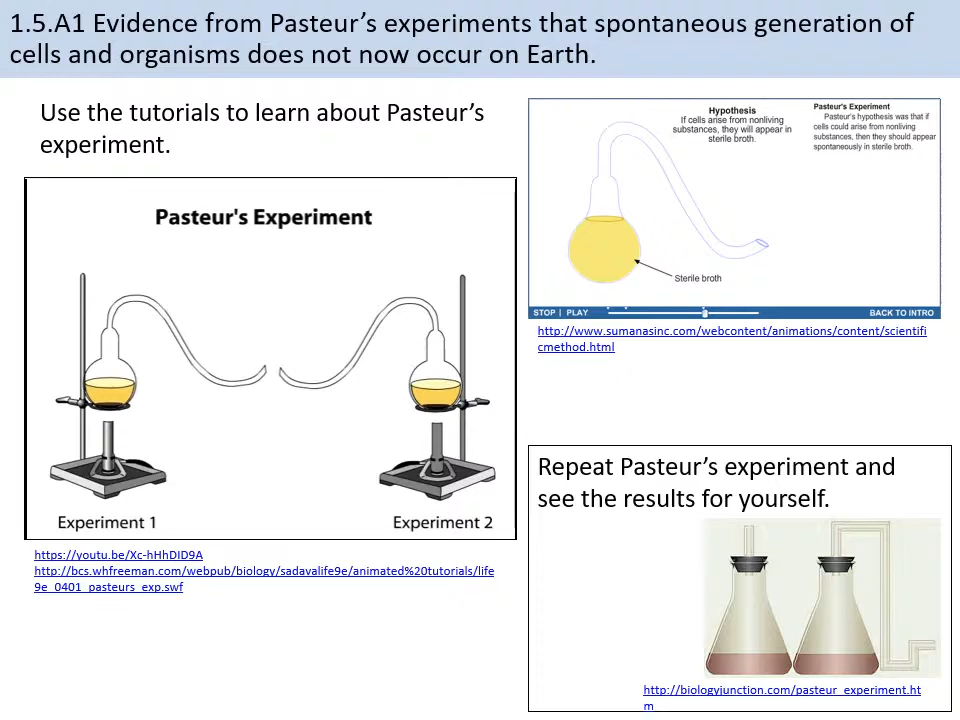 1.5.A1 Evidence from Pasteur’s experiments that spontaneous generation of
cells and organisms does not now occur on Earth.
Use the tutorials to learn about Pasteur’s
experiment.
Pasteur's Experiment
Experiment 1
Experiment 2
https://youtu.be/Xc-hHhDID9A
http://bcs.whfreeman.com/webpub/biology/sadavalife9e/animated%20tutorials/life
9e_0401_pasteurs_exp.swf
Hypothesis
If cells arise from nonliving
substances, they will appear in
sterile broth.
Pasteur's Experiment
Pasteur's hypothesis was that if
cells could arise from nonliving
substances, then they should appear
spontaneously in sterile broth.
Sterile broth
STOP | PLAY
BACK TO INTRO
http://www.sumanasinc.com/webcontent/animations/content/scientifi
cmethod.html
Repeat Pasteur’s experiment and
see the results for yourself.
http://biologyjunction.com/pasteur_experiment.ht
m